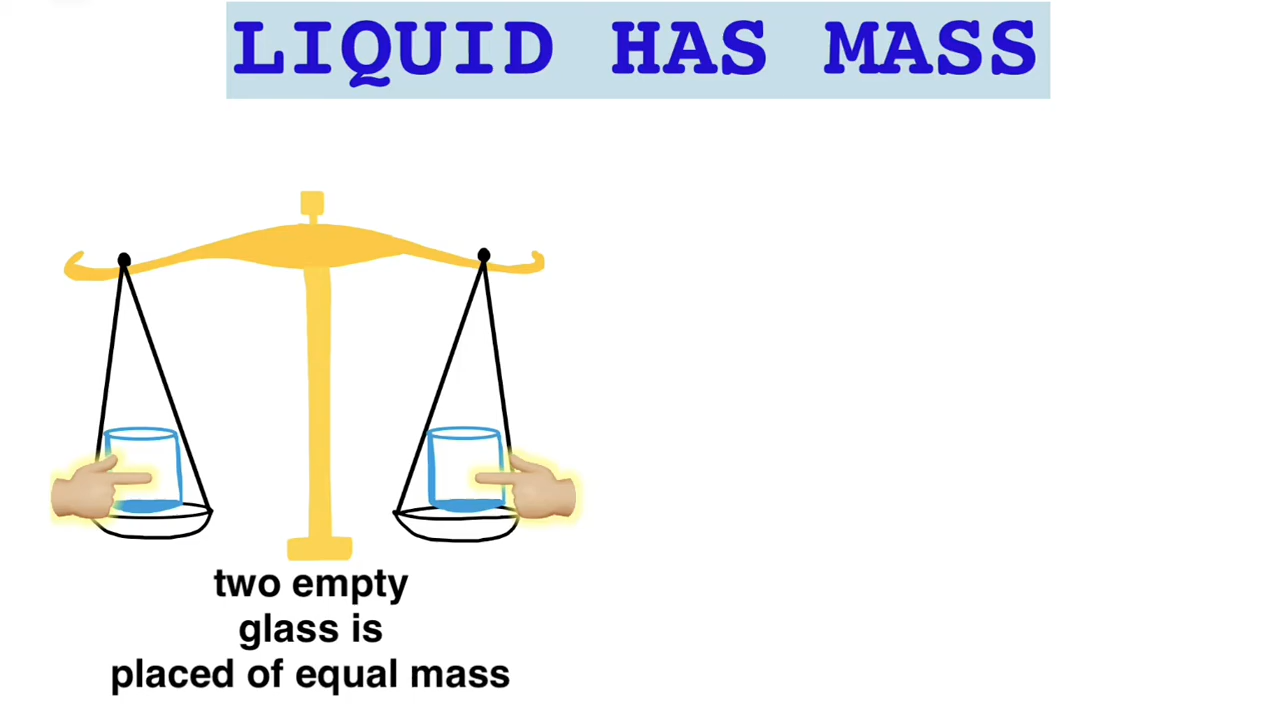 LIQUID HAS MASS
two empty
glass is
placed of equal mass